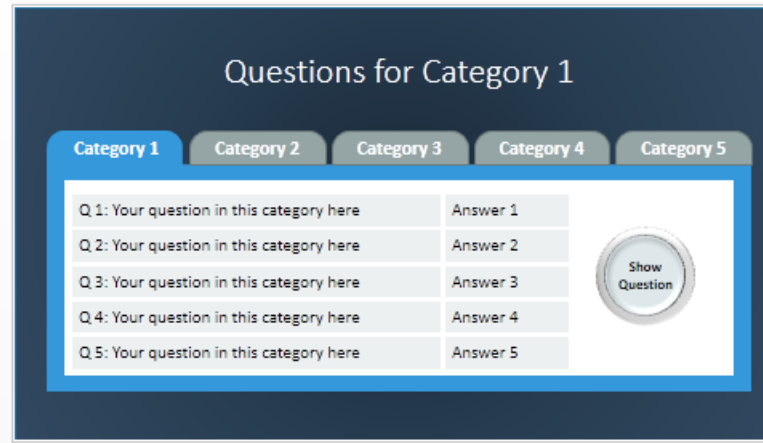 Questions for Category 1
Category 1 Category 2 Category 3 Category 4 Category 5
Q 1: Your question in this category here Answer 1
Q 2: Your question in this category here Answer 2
Q 3: Your question in this category here Answer 3
Q 4: Your question in this category here Answer 4
Q 5: Your question in this category here Answer 5
Show
Question